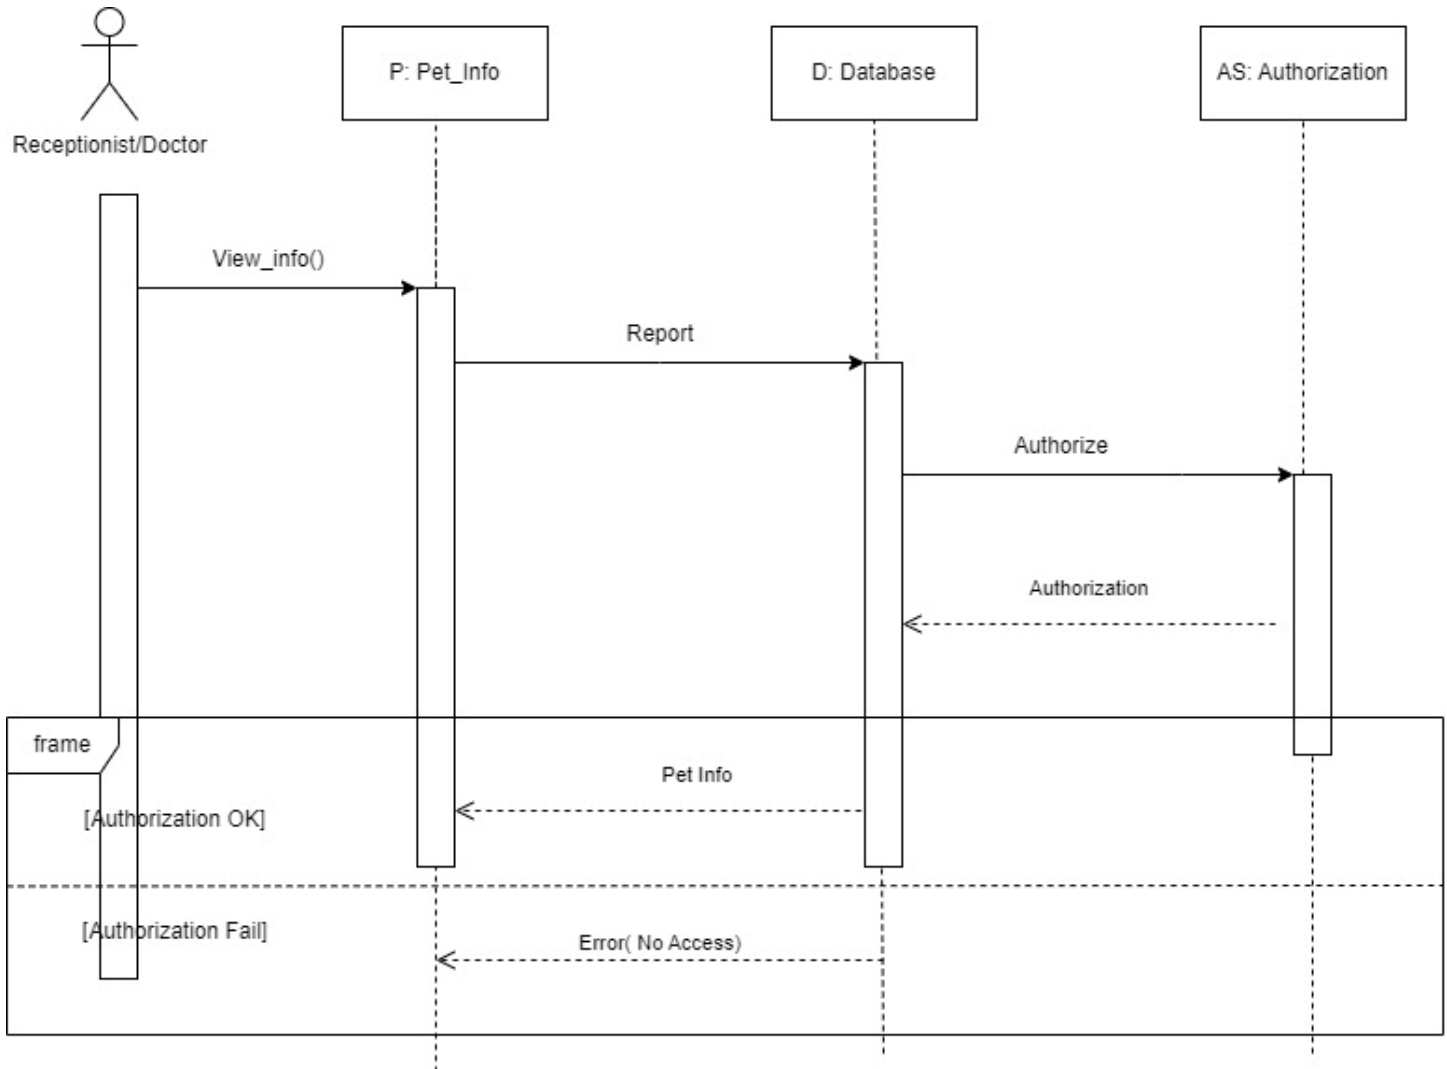 P: Pet_Info
D: Database
AS: Authorization
Receptionist/Doctor
View_info()
Report
Authorize
Authorization
frame
Pet Info
[Authorization OK]
[Authorization Fail]
Error( No Access)